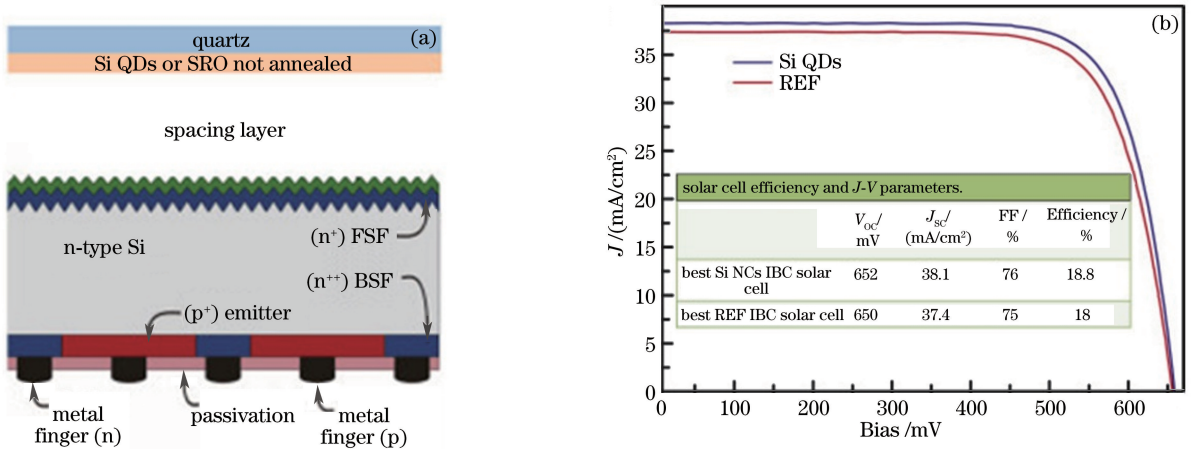 quartz
(a)
Si QDs or SRO not annealed
spacing layer
n-type Si
(n⁺) FSF
(n⁺⁺) BSF
(p⁺) emitter
metal
finger (n)
passivation
metal
finger (p)
(b)
Si QDs
REF
J /(mA/cm²)
35
30
25
20
15
10
5
0
solar cell efficiency and J-V parameters.
V_OC/ J_SC/ FF / Efficiency /
mV (mA/cm²) % %
best Si NCs IBC solar 652 38.1 76 18.8
cell
best REF IBC solar cell 650 37.4 75 18
0 100 200 300 400 500 600
Bias /mV